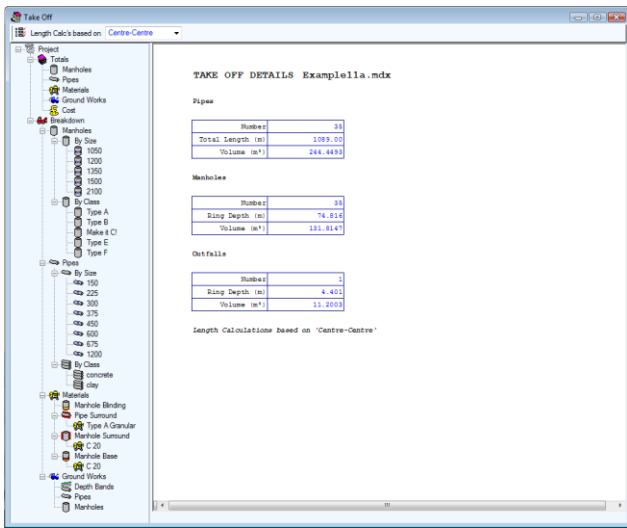 Take Off
Length Calc's based on Centre-Centre
Project
Totals
Manholes
Pipes
Materials
Ground Works
Cost
Breakdown
Manholes
By Size
1050
1200
1350
1500
2100
By Class
Type A
Type B
Make it C!
Type E
Type F
Pipes
By Size
150
225
300
375
450
600
675
1200
By Class
concrete
clay
Materials
Manhole Blinding
Pipe Surround
Type A Granular
Manhole Surround
C 20
Manhole Base
C 20
Ground Works
Depth Bands
Pipes
Manholes
TAKE OFF DETAILS Example11a.mdx
Pipes
Number 35
Total Length (m) 1089.00
Volume (m³) 244.4493
Manholes
Number 35
Ring Depth (m) 74.816
Volume (m³) 131.8147
Outfalls
Number 1
Ring Depth (m) 4.401
Volume (m³) 11.2003
Length Calculations based on 'Centre-Centre'